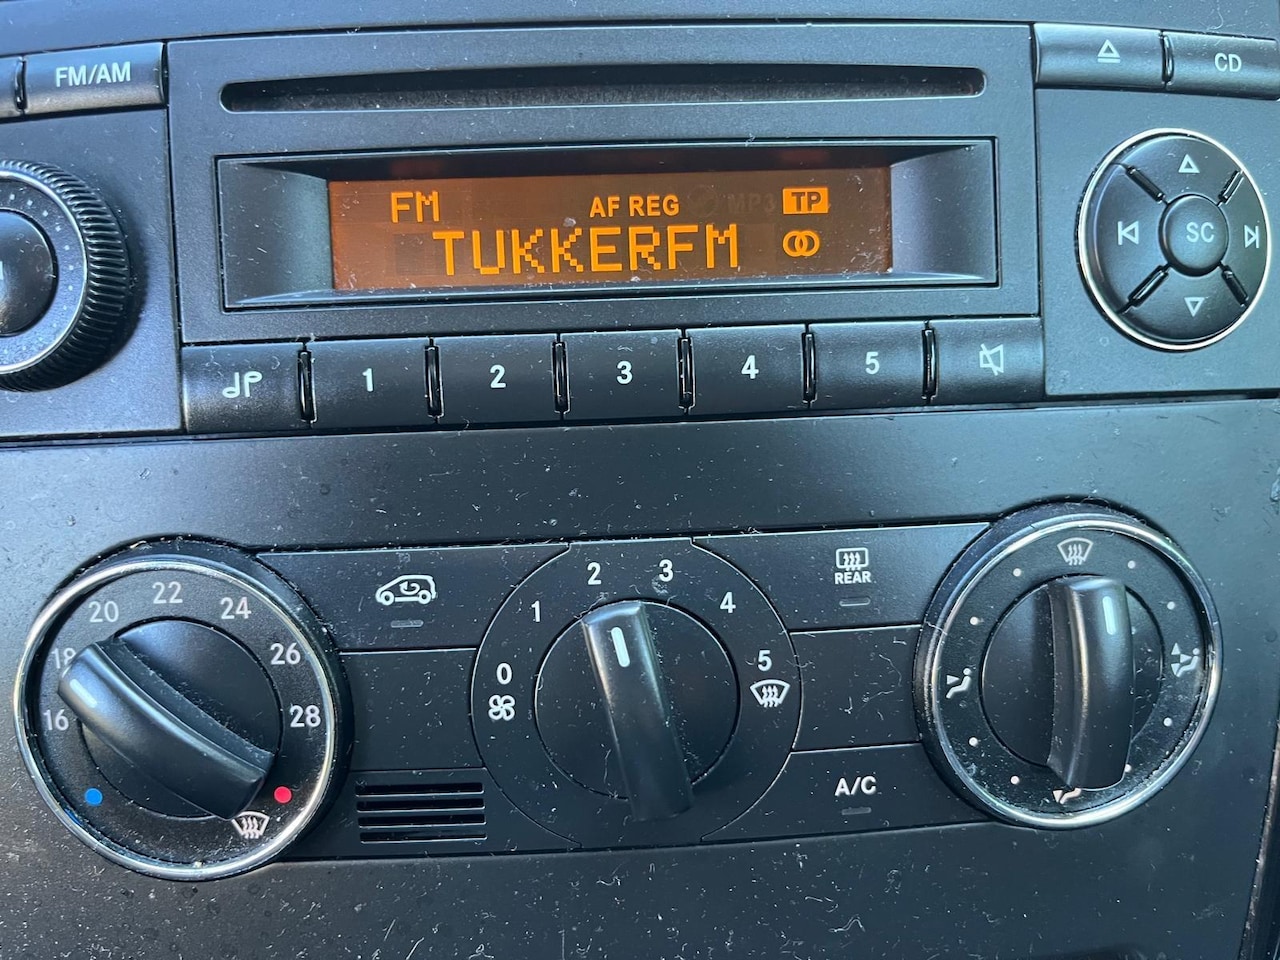 FM/AM
CD
FM AF REG MP3 TP
TUKKERFM
SC
1 2 3 4 5
16 18 20 22 24 26 28
0 1 2 3 4 5
REAR
A/C